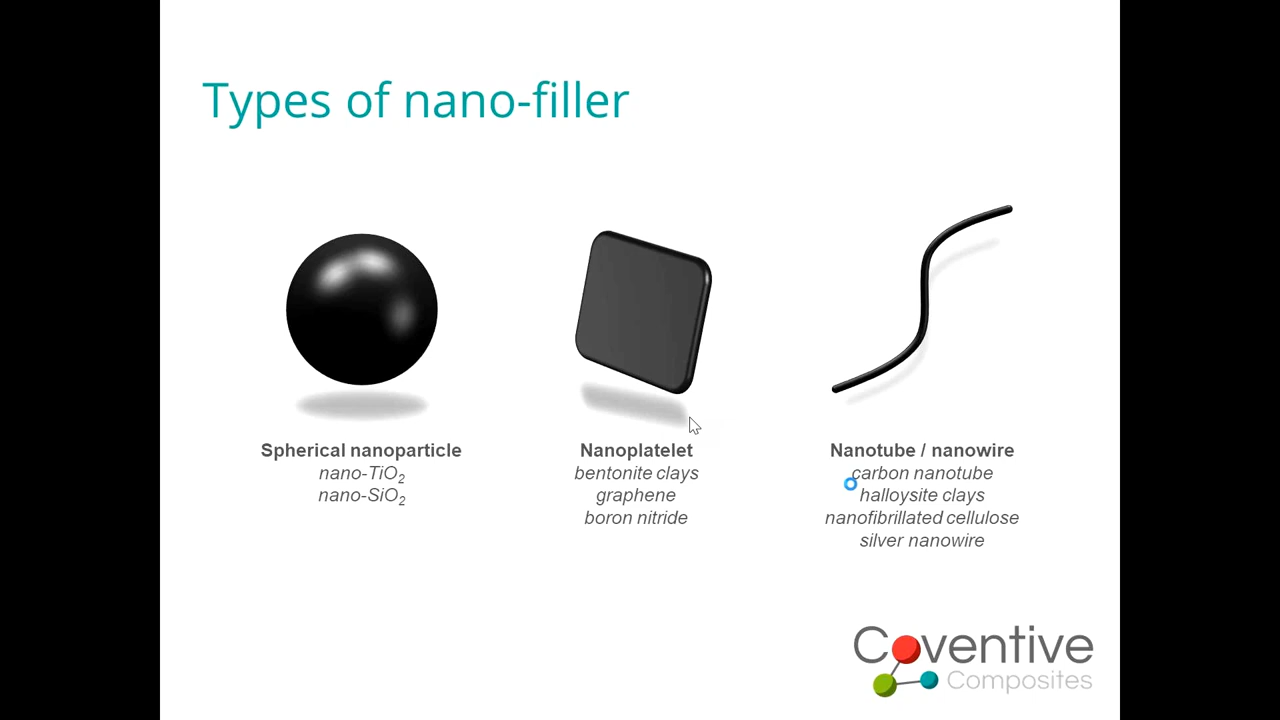 Types of nano-filler
Spherical nanoparticle
nano-TiO₂
nano-SiO₂
Nanoplatelet
bentonite clays
graphene
boron nitride
Nanotube / nanowire
carbon nanotube
halloysite clays
nanofibrillated cellulose
silver nanowire
Coventive
Composites